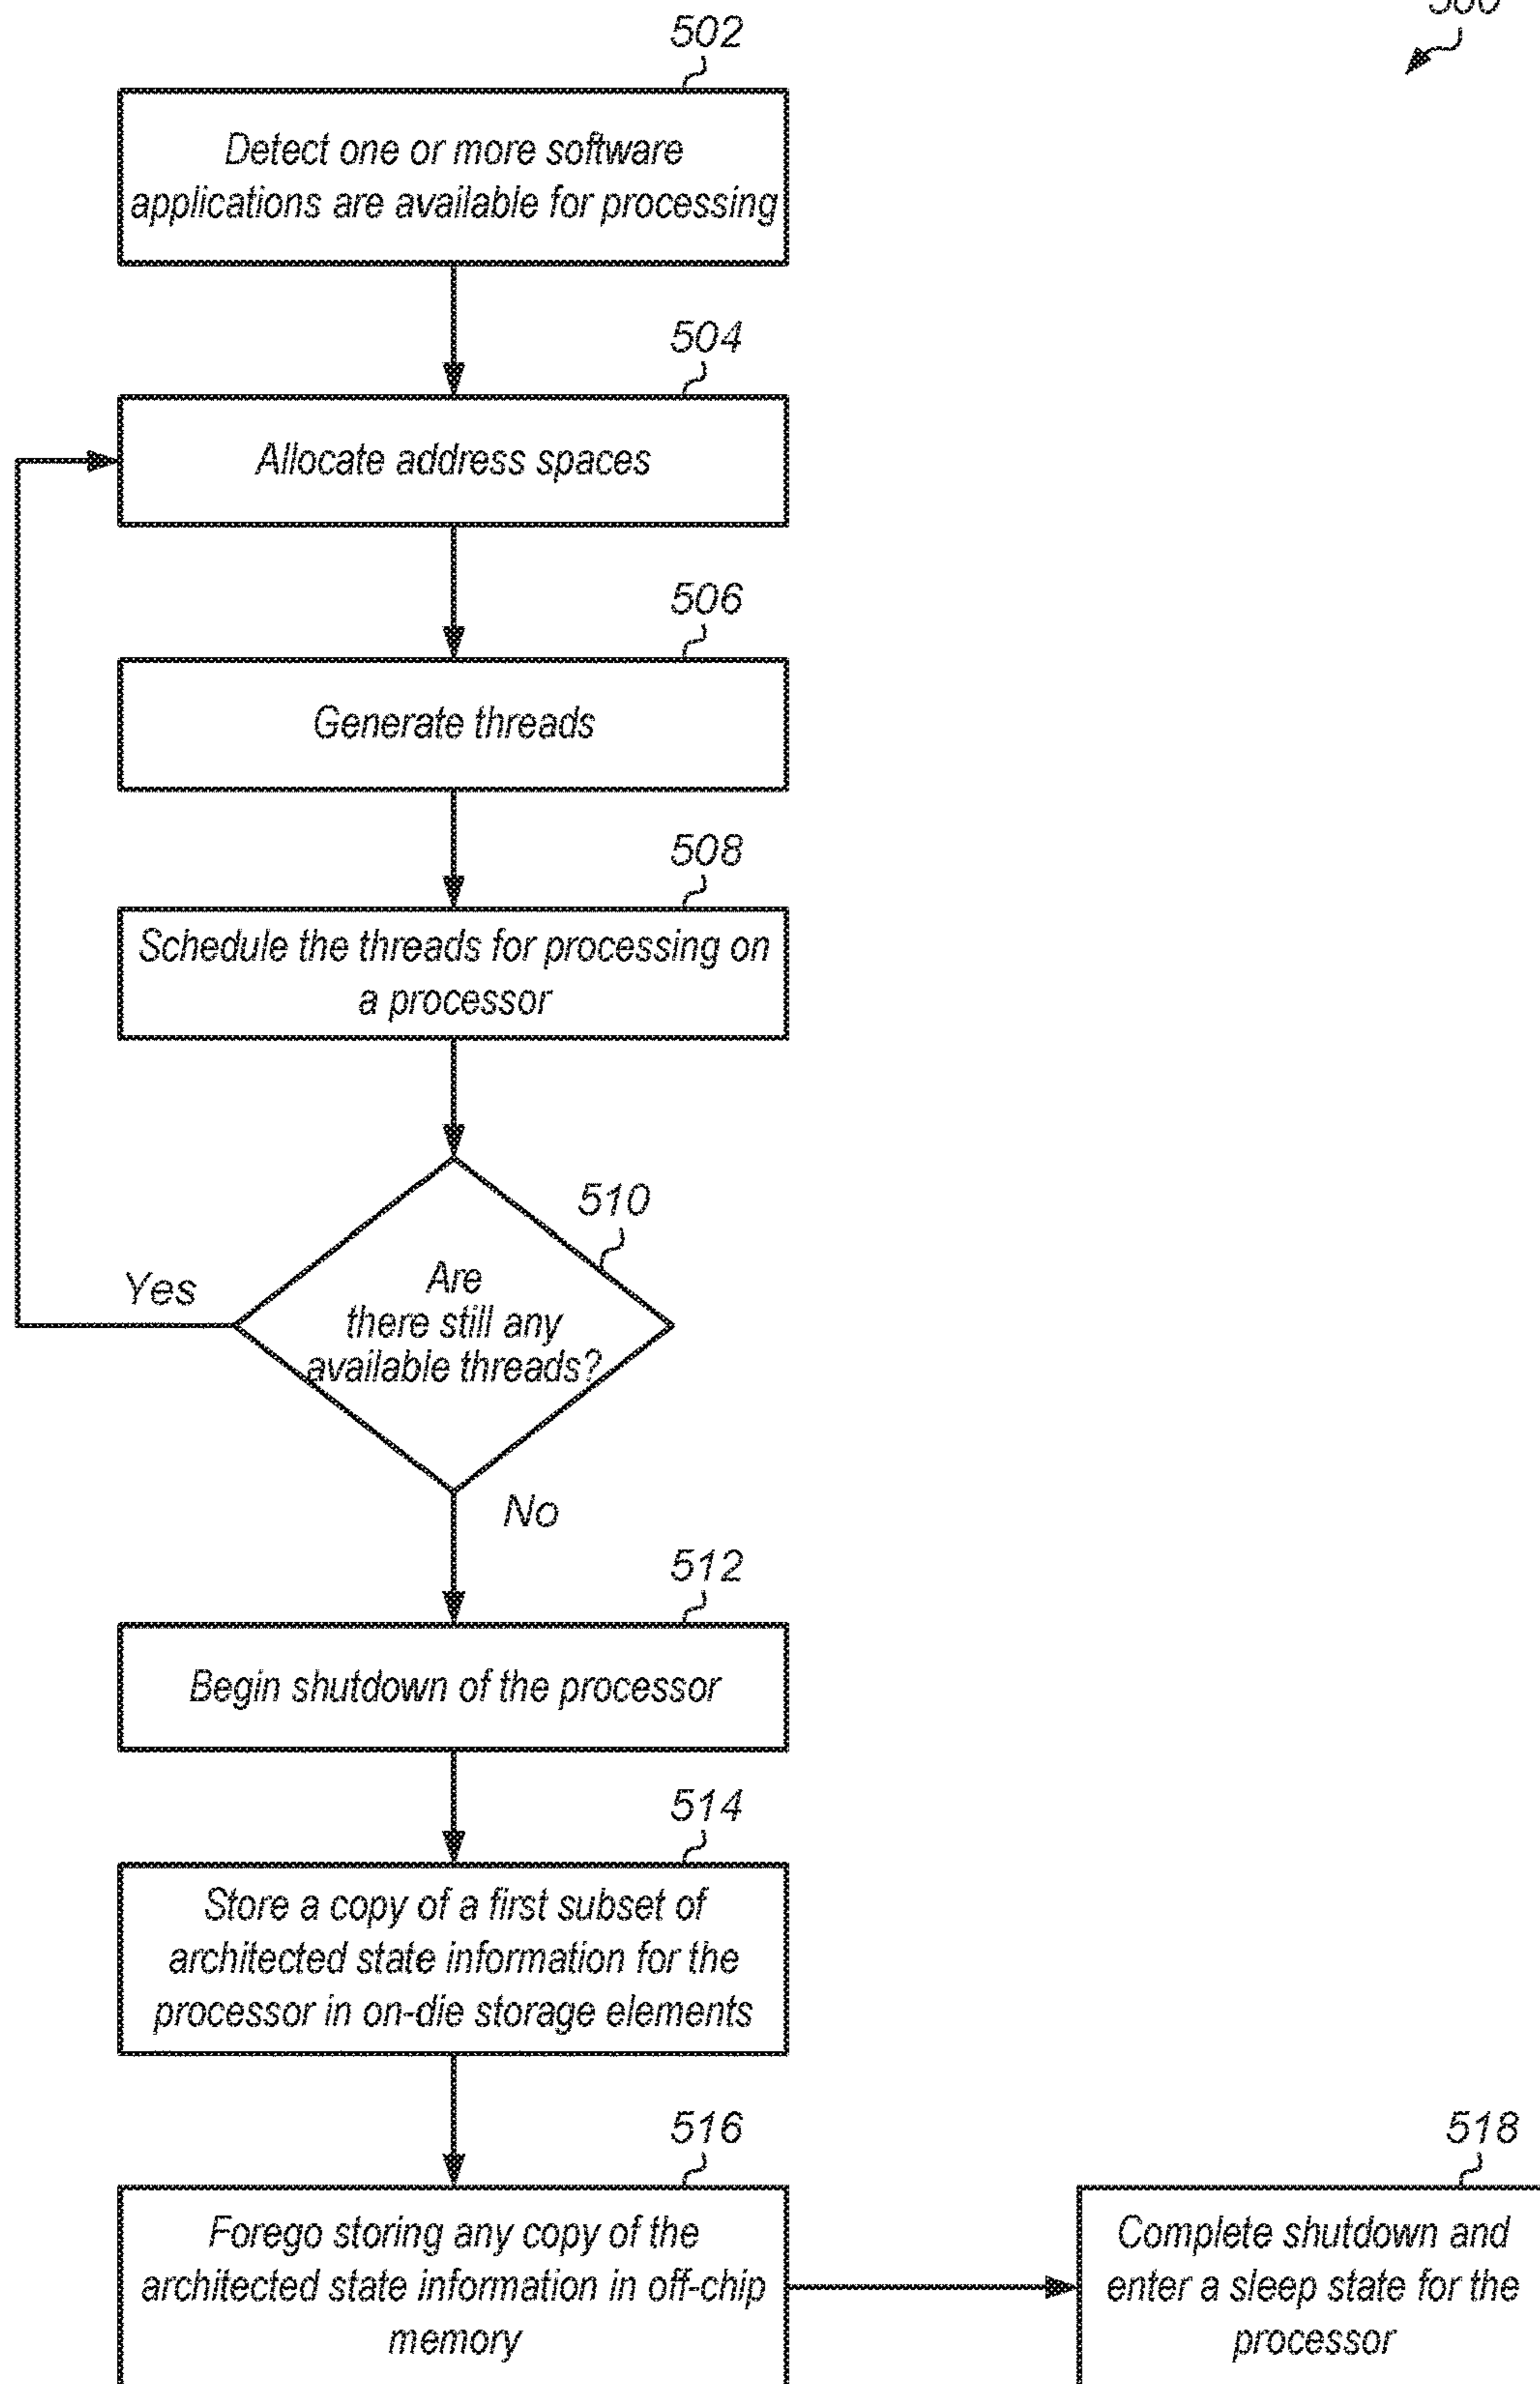 502
Detect one or more software
applications are available for processing
504
Allocate address spaces
506
Generate threads
508
Schedule the threads for processing on
a processor
510
Are
there still any
available threads?
Yes
No
512
Begin shutdown of the processor
514
Store a copy of a first subset of
architected state information for the
processor in on-die storage elements
516
Forego storing any copy of the
architected state information in off-chip
memory
518
Complete shutdown and
enter a sleep state for the
processor